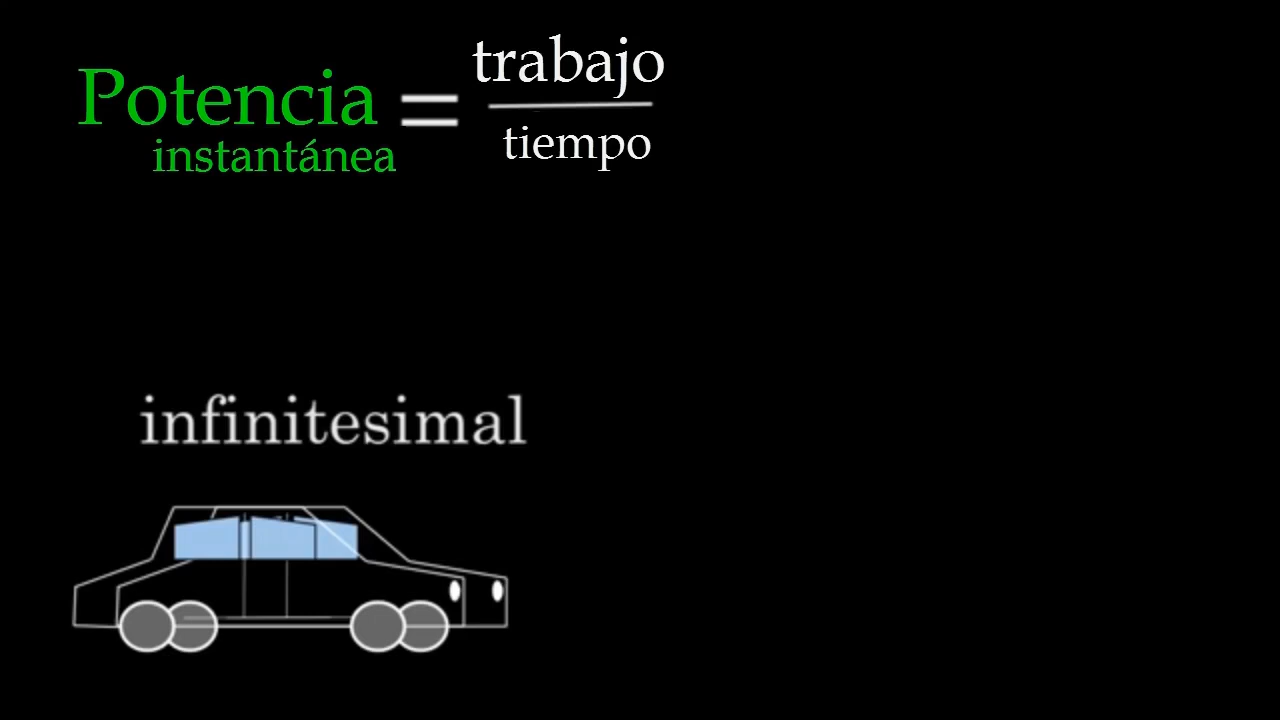 Potencia = trabajo
instantánea tiempo
infinitesimal